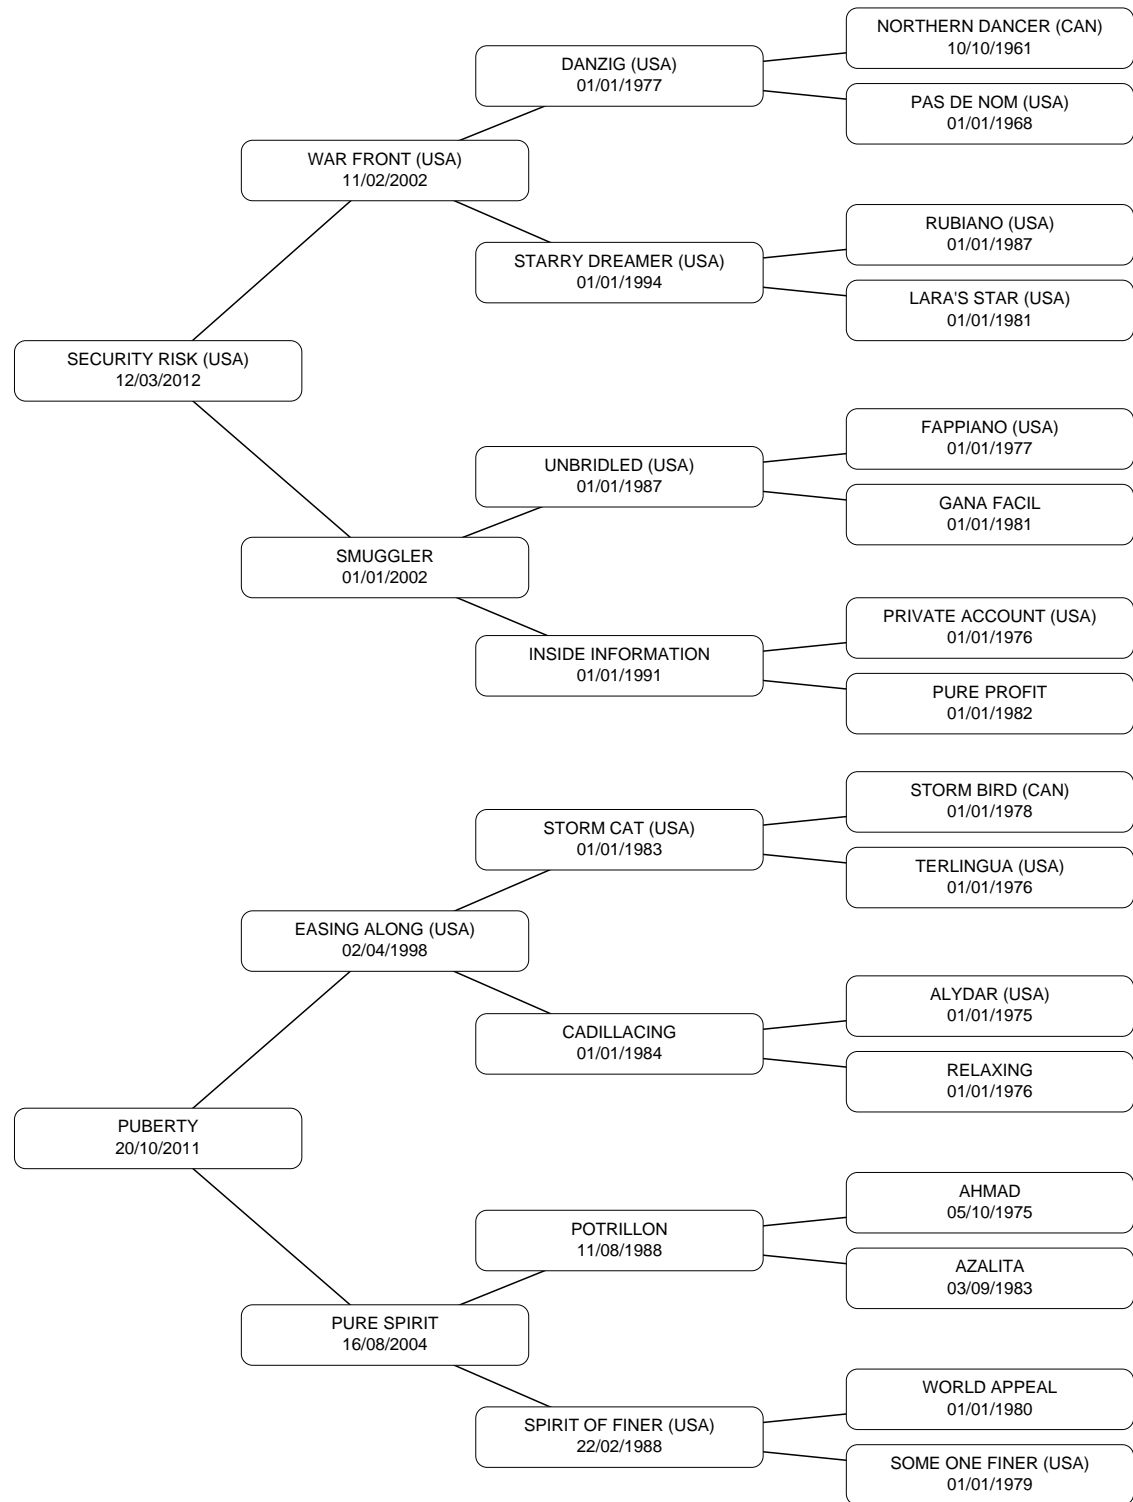 NORTHERN DANCER (CAN)
10/10/1961
DANZIG (USA)
01/01/1977
PAS DE NOM (USA)
01/01/1968
WAR FRONT (USA)
11/02/2002
RUBIANO (USA)
01/01/1987
STARRY DREAMER (USA)
01/01/1994
LARA'S STAR (USA)
01/01/1981
SECURITY RISK (USA)
12/03/2012
FAPPIANO (USA)
01/01/1977
UNBRIDLED (USA)
01/01/1987
GANA FACIL
01/01/1981
SMUGGLER
01/01/2002
PRIVATE ACCOUNT (USA)
01/01/1976
INSIDE INFORMATION
01/01/1991
PURE PROFIT
01/01/1982
STORM BIRD (CAN)
01/01/1978
STORM CAT (USA)
01/01/1983
TERLINGUA (USA)
01/01/1976
EASING ALONG (USA)
02/04/1998
ALYDAR (USA)
01/01/1975
CADILLACING
01/01/1984
RELAXING
01/01/1976
PUBERTY
20/10/2011
AHMAD
05/10/1975
POTRILLON
11/08/1988
AZALITA
03/09/1983
PURE SPIRIT
16/08/2004
WORLD APPEAL
01/01/1980
SPIRIT OF FINER (USA)
22/02/1988
SOME ONE FINER (USA)
01/01/1979